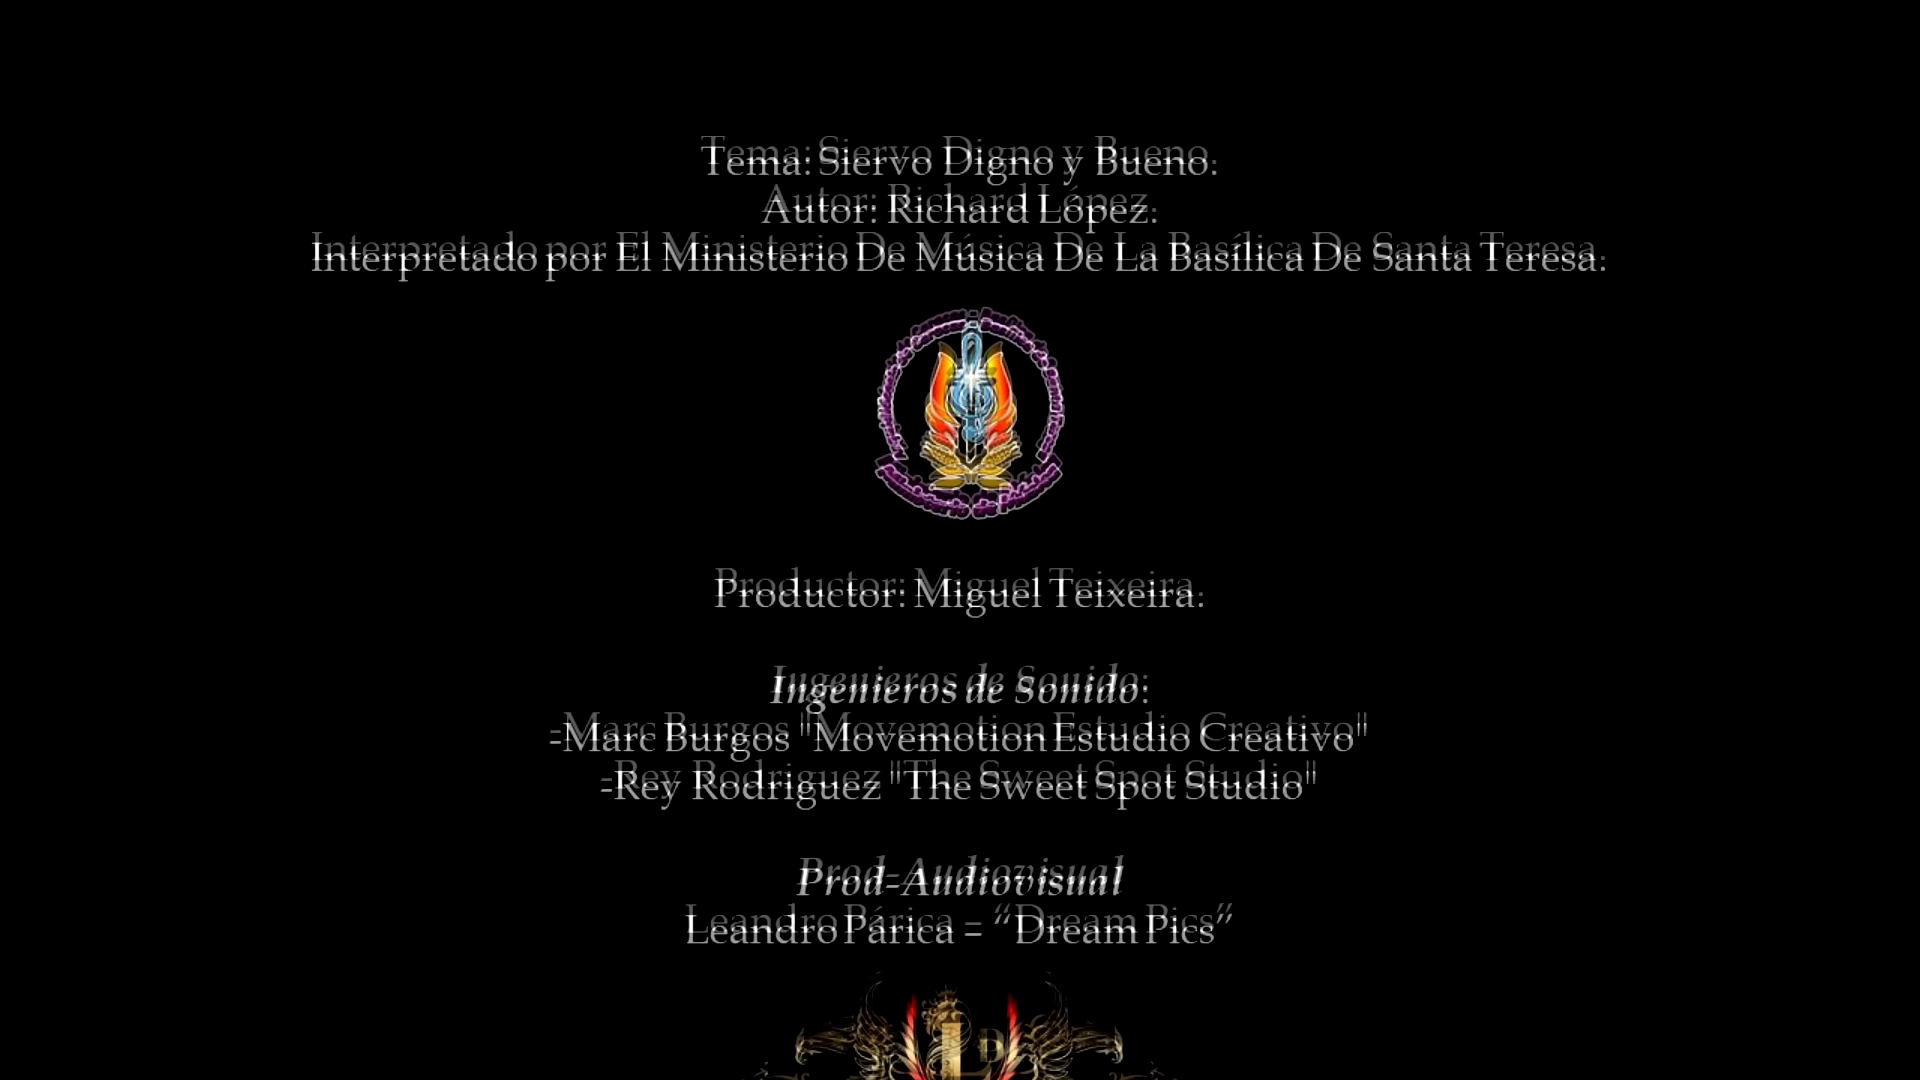 Tema: Siervo Digno y Bueno.
Autor: Richard López.
Interpretado por El Ministerio De Música De La Basílica De Santa Teresa.
Productor: Miguel Teixeira.
Ingenieros de Sonido:
-Marc Burgos "Movemotion Estudio Creativo"
-Rey Rodriguez "The Sweet Spot Studio"
Prod-Audiovisual
Leandro Párica = “Dream Pics”
L D